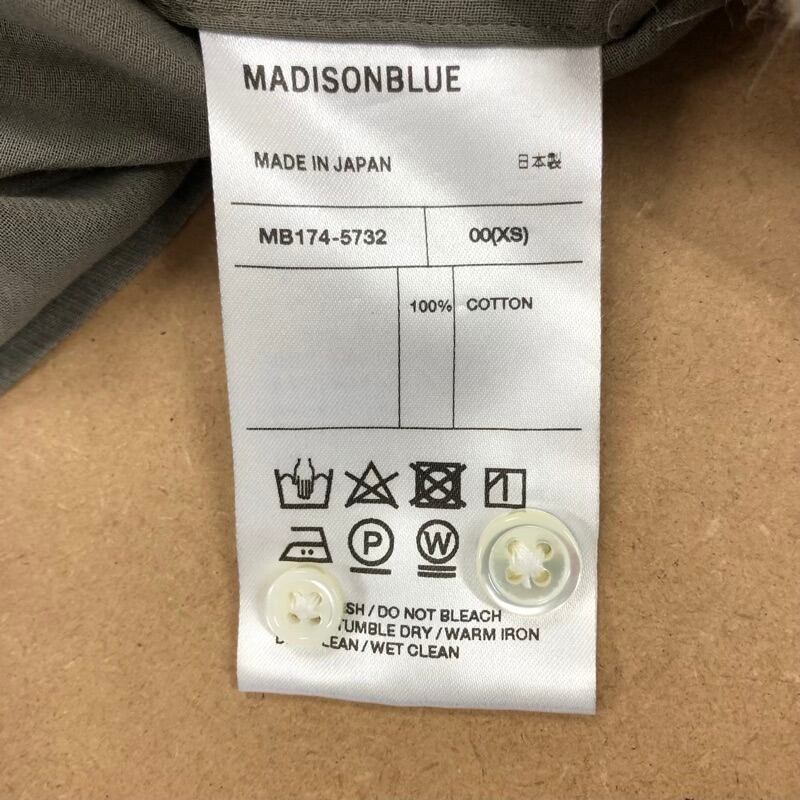 MADISONBLUE
MADE IN JAPAN 日本製
MB174-5732 00(XS)
100% COTTON
P W
/ DO NOT BLEACH
TUMBLE DRY / WARM IRON
/ WET CLEAN